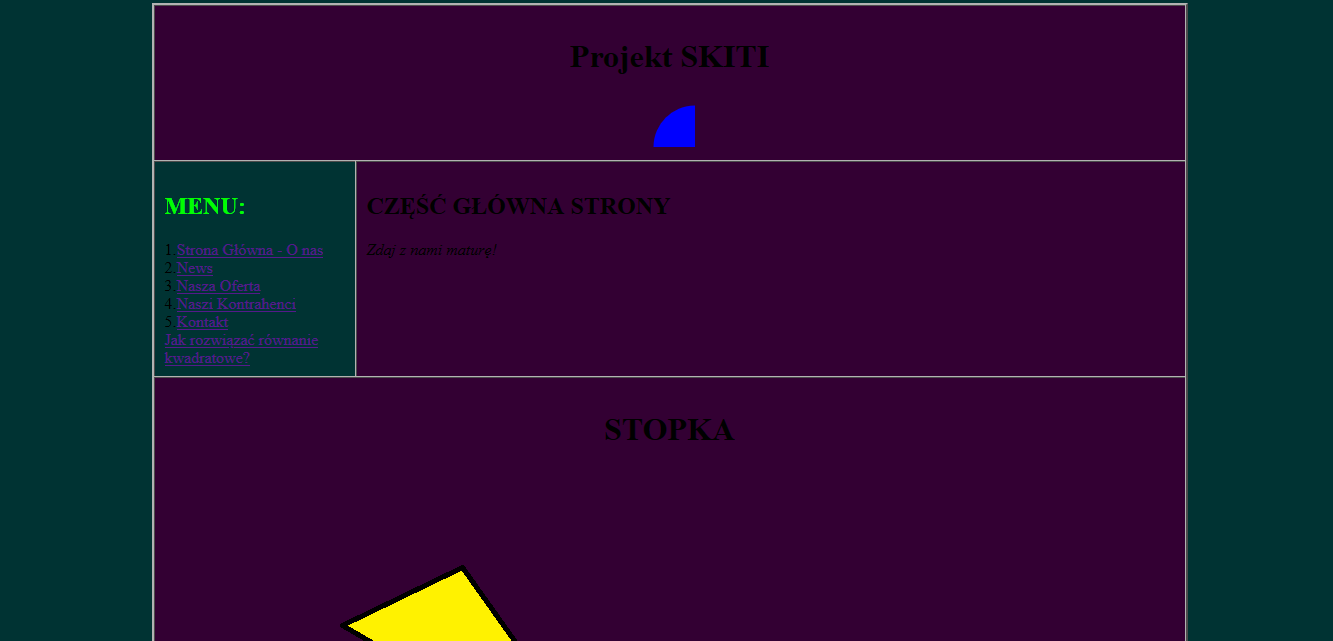 Projekt SKITI
MENU:
1.Strona Główna - O nas
2.News
3.Nasza Oferta
4.Naszi Kontrahenci
5.Kontakt
Jak rozwiązać równanie
kwadratowe?
CZĘŚĆ GŁÓWNA STRONY
Zdaj z nami maturę!
STOPKA